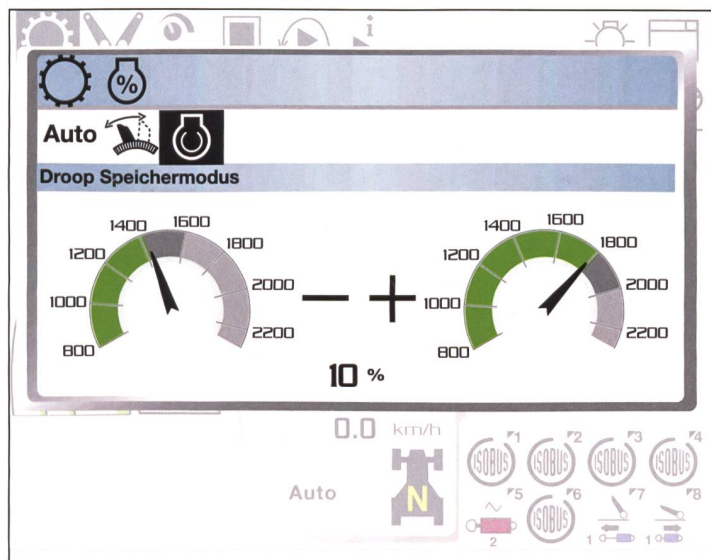 i
%
Auto
Droop Speichermodus
800
1000
1200
1400
1600
1800
2000
2200
800
1000
1200
1400
1600
1800
2000
2200
− +
10 %
0.0 km/h
Auto
N
ISOBUS 1
ISOBUS 2
ISOBUS 3
ISOBUS 4
5
2
ISOBUS 6
7
1
8
1